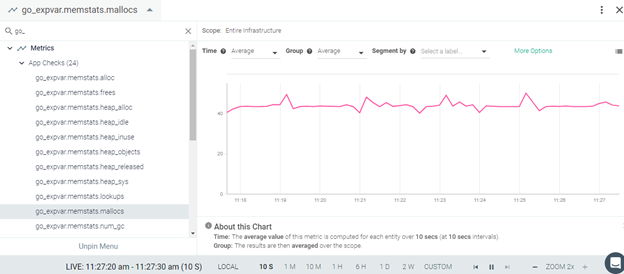 go_expvar.memstats.mallocs
go_
Metrics
App Checks (24)
go_expvar.memstats.alloc
go_expvar.memstats.frees
go_expvar.memstats.heap_alloc
go_expvar.memstats.heap_idle
go_expvar.memstats.heap_inuse
go_expvar.memstats.heap_objects
go_expvar.memstats.heap_released
go_expvar.memstats.heap_sys
go_expvar.memstats.lookups
go_expvar.memstats.mallocs
go_expvar.memstats.num_gc
Unpin Menu
Scope: Entire Infrastructure
Time Average Group Average Segment by Select a label... More Options
40
20
0
11:18 11:19 11:20 11:21 11:22 11:23 11:24 11:25 11:26 11:27
About this Chart
Time: The average value of this metric is computed for each entity over 10 secs (at 10 secs intervals).
Group: The results are then averaged over the scope.
LIVE: 11:27:20 am - 11:27:30 am (10 S) LOCAL 10 S 1 M 10 M 1 H 6 H 1 D 2 W CUSTOM ZOOM 2x